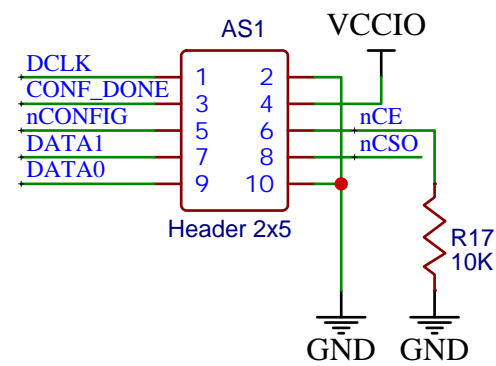 AS1
VCCIO
DCLK
1
2
CONF_DONE
3
4
nCONFIG
5
6
nCE
DATA1
7
8
nCSO
DATA0
9
10
Header 2x5
R17
10K
GND
GND